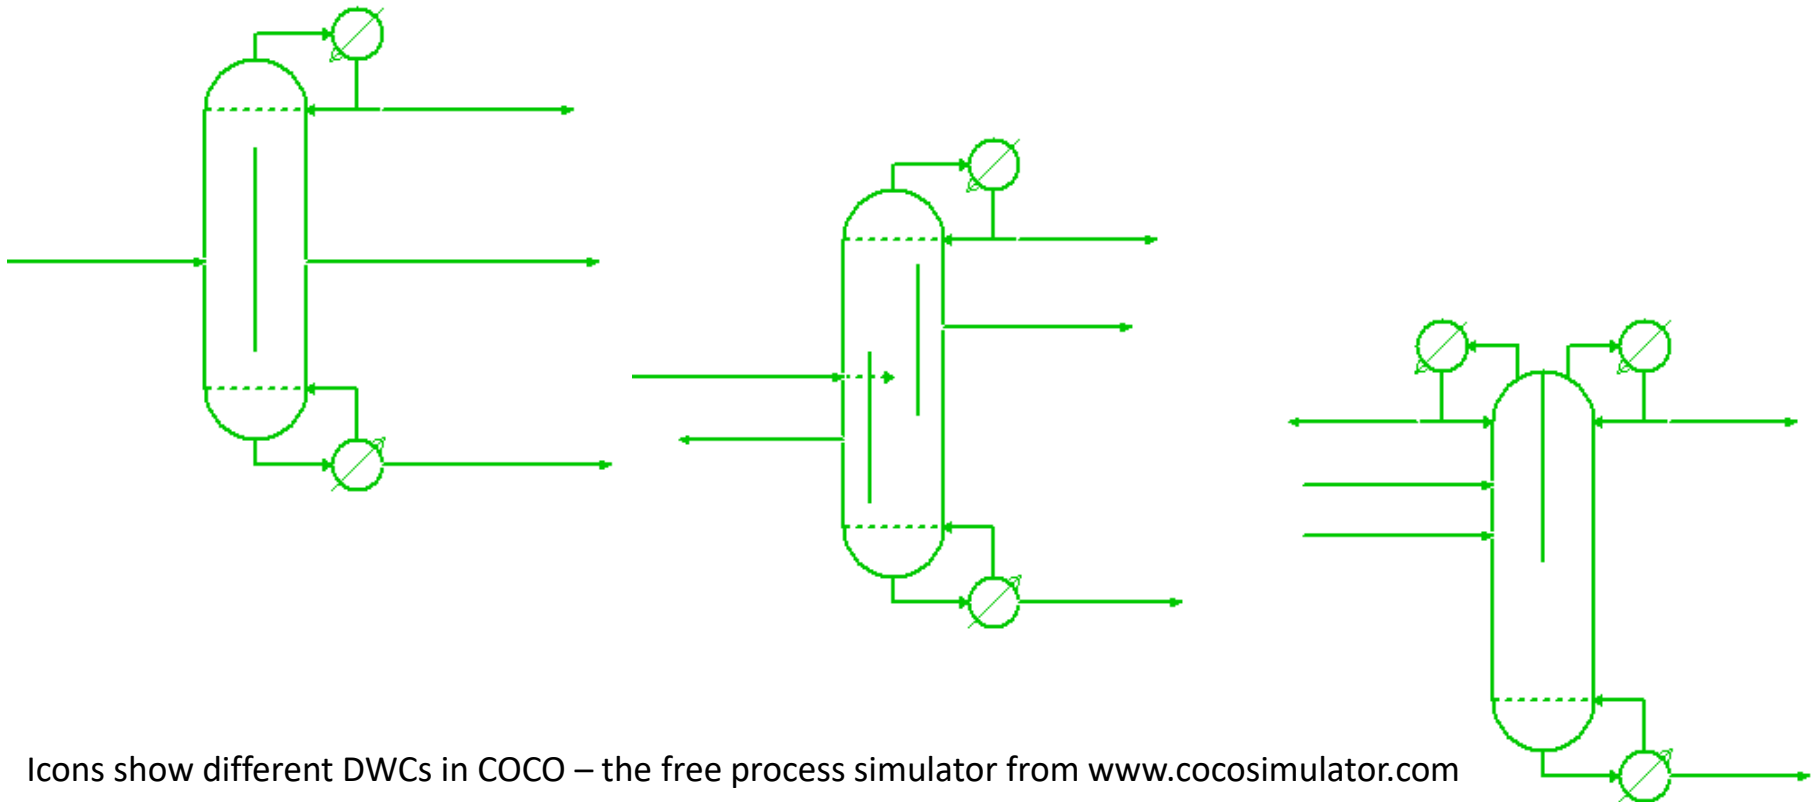 Icons show different DWCs in COCO – the free process simulator from www.cocosimulator.com